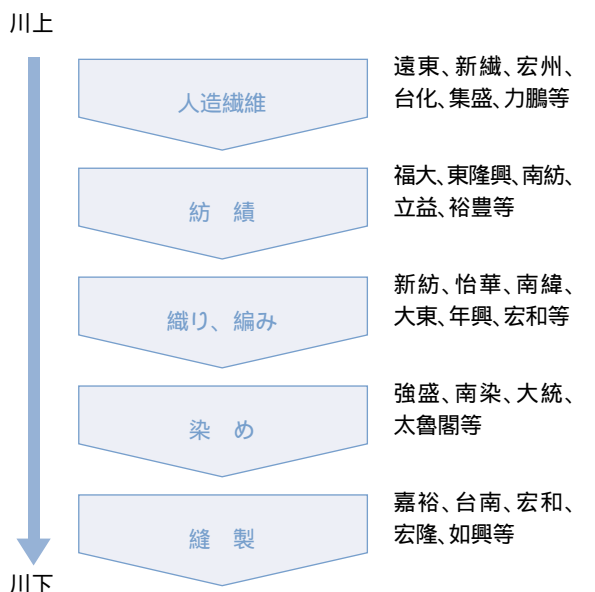 川上
人造繊維
遠東、新繊、宏州、
台化、集盛、力鵬等
紡　績
福大、東隆興、南紡、
立益、裕豊等
織り、編み
新紡、怡華、南緯、
大東、年興、宏和等
染　め
強盛、南染、大統、
太魯閣等
縫　製
嘉裕、台南、宏和、
宏隆、如興等
川下